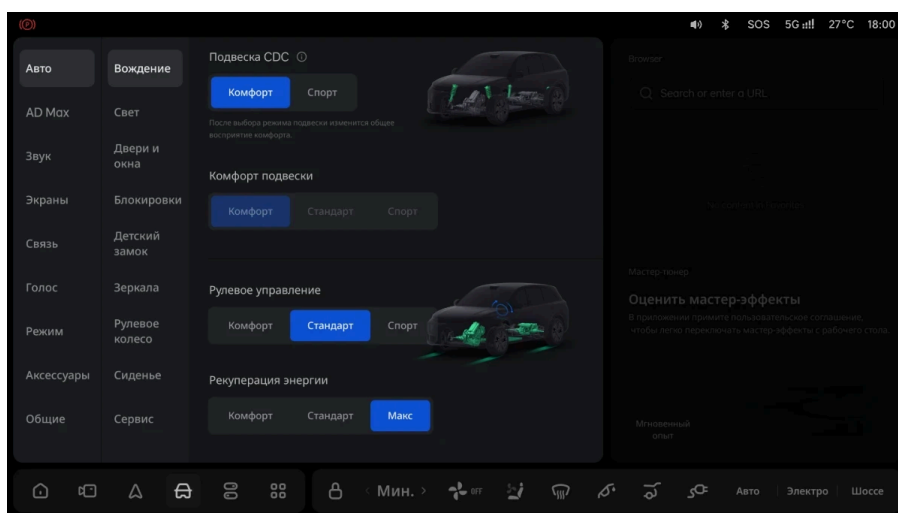 (P)
SOS 5G 27°C 18:00
Авто
AD Max
Звук
Экраны
Связь
Голос
Режим
Аксессуары
Общие
Вождение
Свет
Двери и
окна
Блокировки
Детский
замок
Зеркала
Рулевое
колесо
Сиденье
Сервис
Подвеска CDC
Комфорт Спорт
После выбора режима подвески изменится общее
восприятие комфорта.
Комфорт подвески
Комфорт Стандарт Спорт
Рулевое управление
Комфорт Стандарт Спорт
Рекуперация энергии
Комфорт Стандарт Макс
Browser
Search or enter a URL
Мастер-тюнер
Оценить мастер-эффекты
В приложении примите пользовательское соглашение,
чтобы легко переключать мастер-эффекты с рабочего стола.
Мгновенный
опыт
Мин. OFF Авто Электро Шоссе